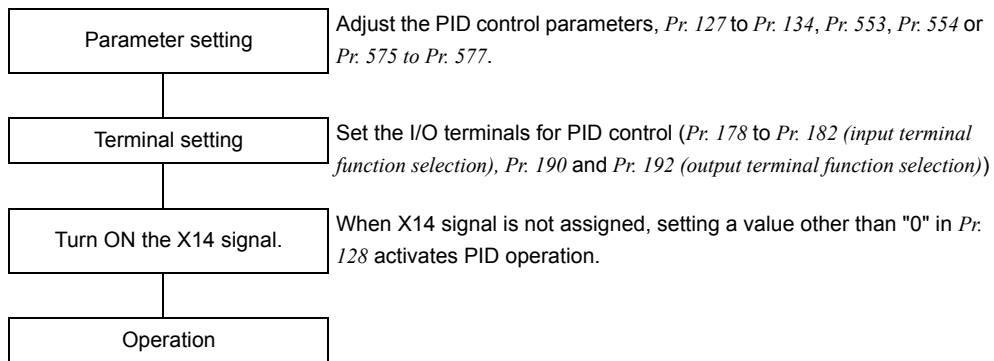 Parameter setting
Adjust the PID control parameters, Pr. 127 to Pr. 134, Pr. 553, Pr. 554 or
Pr. 575 to Pr. 577.
Terminal setting
Set the I/O terminals for PID control (Pr. 178 to Pr. 182 (input terminal
function selection), Pr. 190 and Pr. 192 (output terminal function selection))
Turn ON the X14 signal.
When X14 signal is not assigned, setting a value other than "0" in Pr.
128 activates PID operation.
Operation